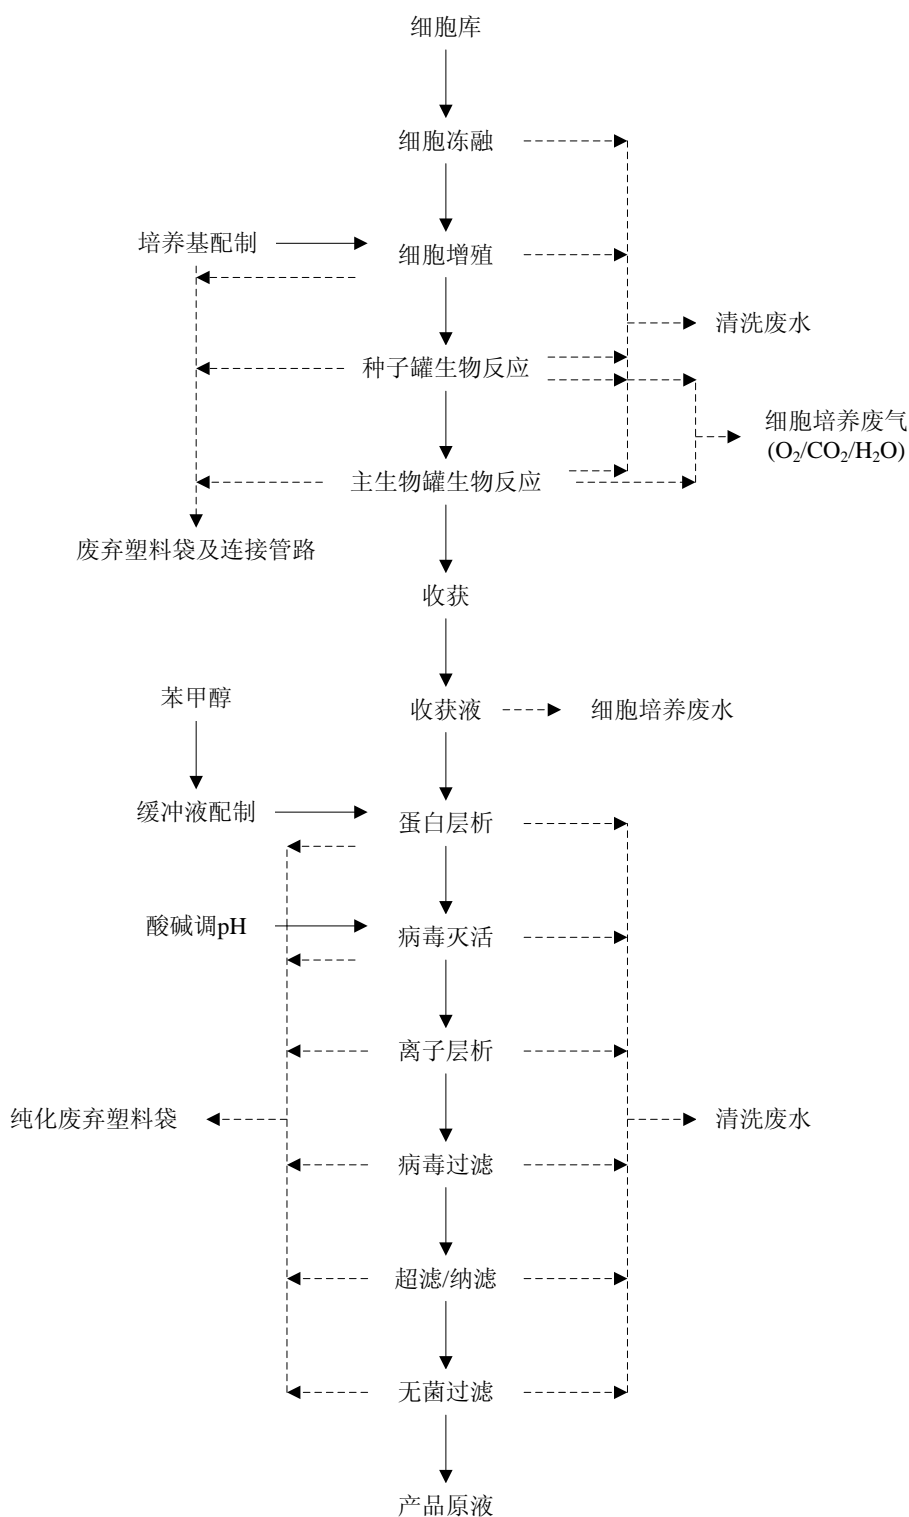 细胞库
细胞冻融
培养基配制
细胞增殖
清洗废水
种子罐生物反应
细胞培养废气
(O₂/CO₂/H₂O)
主生物罐生物反应
废弃塑料袋及连接管路
收获
苯甲醇
收获液
细胞培养废水
缓冲液配制
蛋白层析
酸碱调pH
病毒灭活
离子层析
纯化废弃塑料袋
清洗废水
病毒过滤
超滤/纳滤
无菌过滤
产品原液